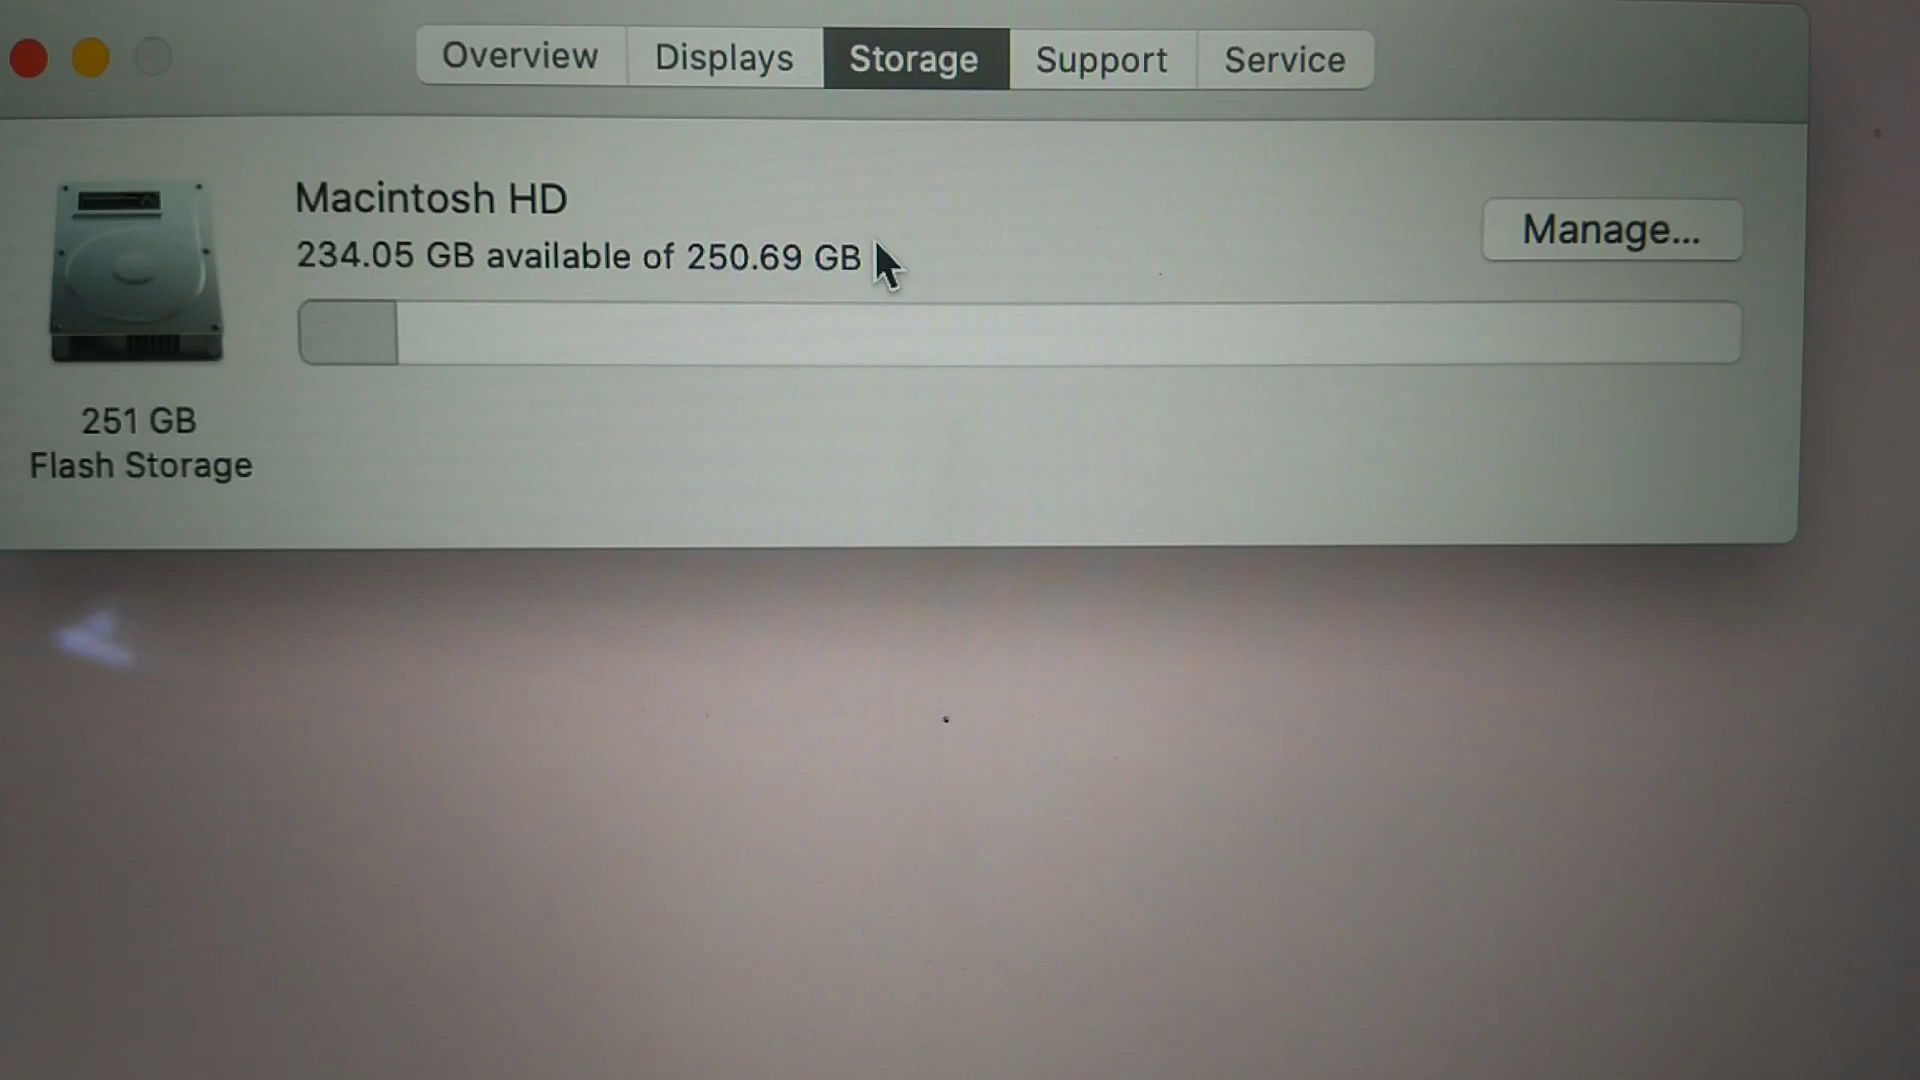 Overview Displays Storage Support Service
Macintosh HD
234.05 GB available of 250.69 GB
Manage...
251 GB
Flash Storage